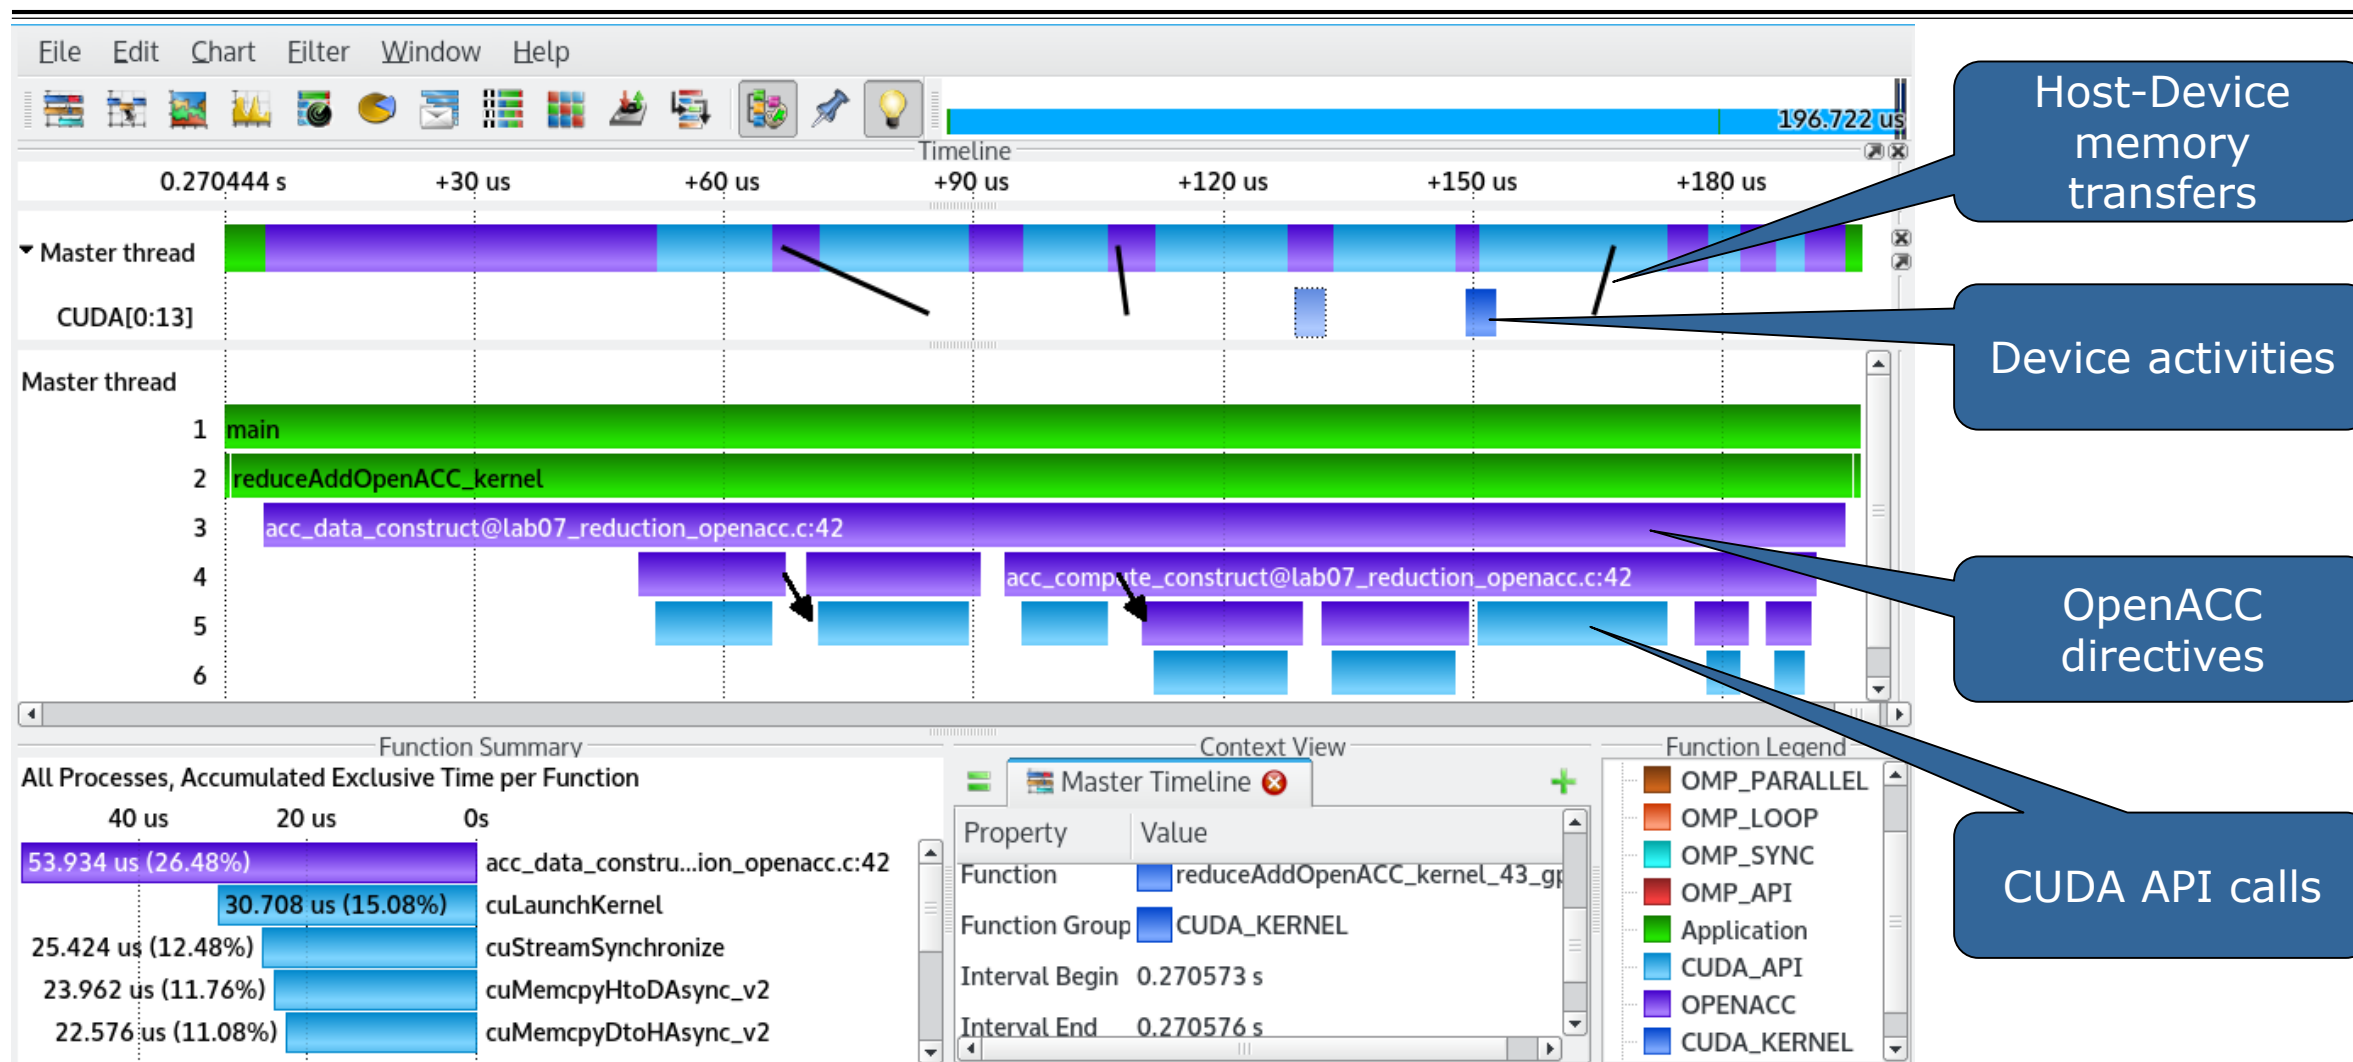 File Edit Chart Filter Window Help
196.722 us
Timeline
0.270444 s +30 us +60 us +90 us +120 us +150 us +180 us
Master thread
CUDA[0:13]
Master thread
1 main
2 reduceAddOpenACC_kernel
3 acc_data_construct@lab07_reduction_openacc.c:42
4 acc_compute_construct@lab07_reduction_openacc.c:42
5
6
Host-Device
memory
transfers
Device activities
OpenACC
directives
CUDA API calls
Function Summary
All Processes, Accumulated Exclusive Time per Function
40 us 20 us 0s
53.934 us (26.48%) acc_data_constru...ion_openacc.c:42
30.708 us (15.08%) cuLaunchKernel
25.424 us (12.48%) cuStreamSynchronize
23.962 us (11.76%) cuMemcpyHtoDAsync_v2
22.576 us (11.08%) cuMemcpyDtoHAsync_v2
Context View
Master Timeline
Property Value
Function reduceAddOpenACC_kernel_43_gp
Function Group CUDA_KERNEL
Interval Begin 0.270573 s
Interval End 0.270576 s
Function Legend
OMP_PARALLEL
OMP_LOOP
OMP_SYNC
OMP_API
Application
CUDA_API
OPENACC
CUDA_KERNEL